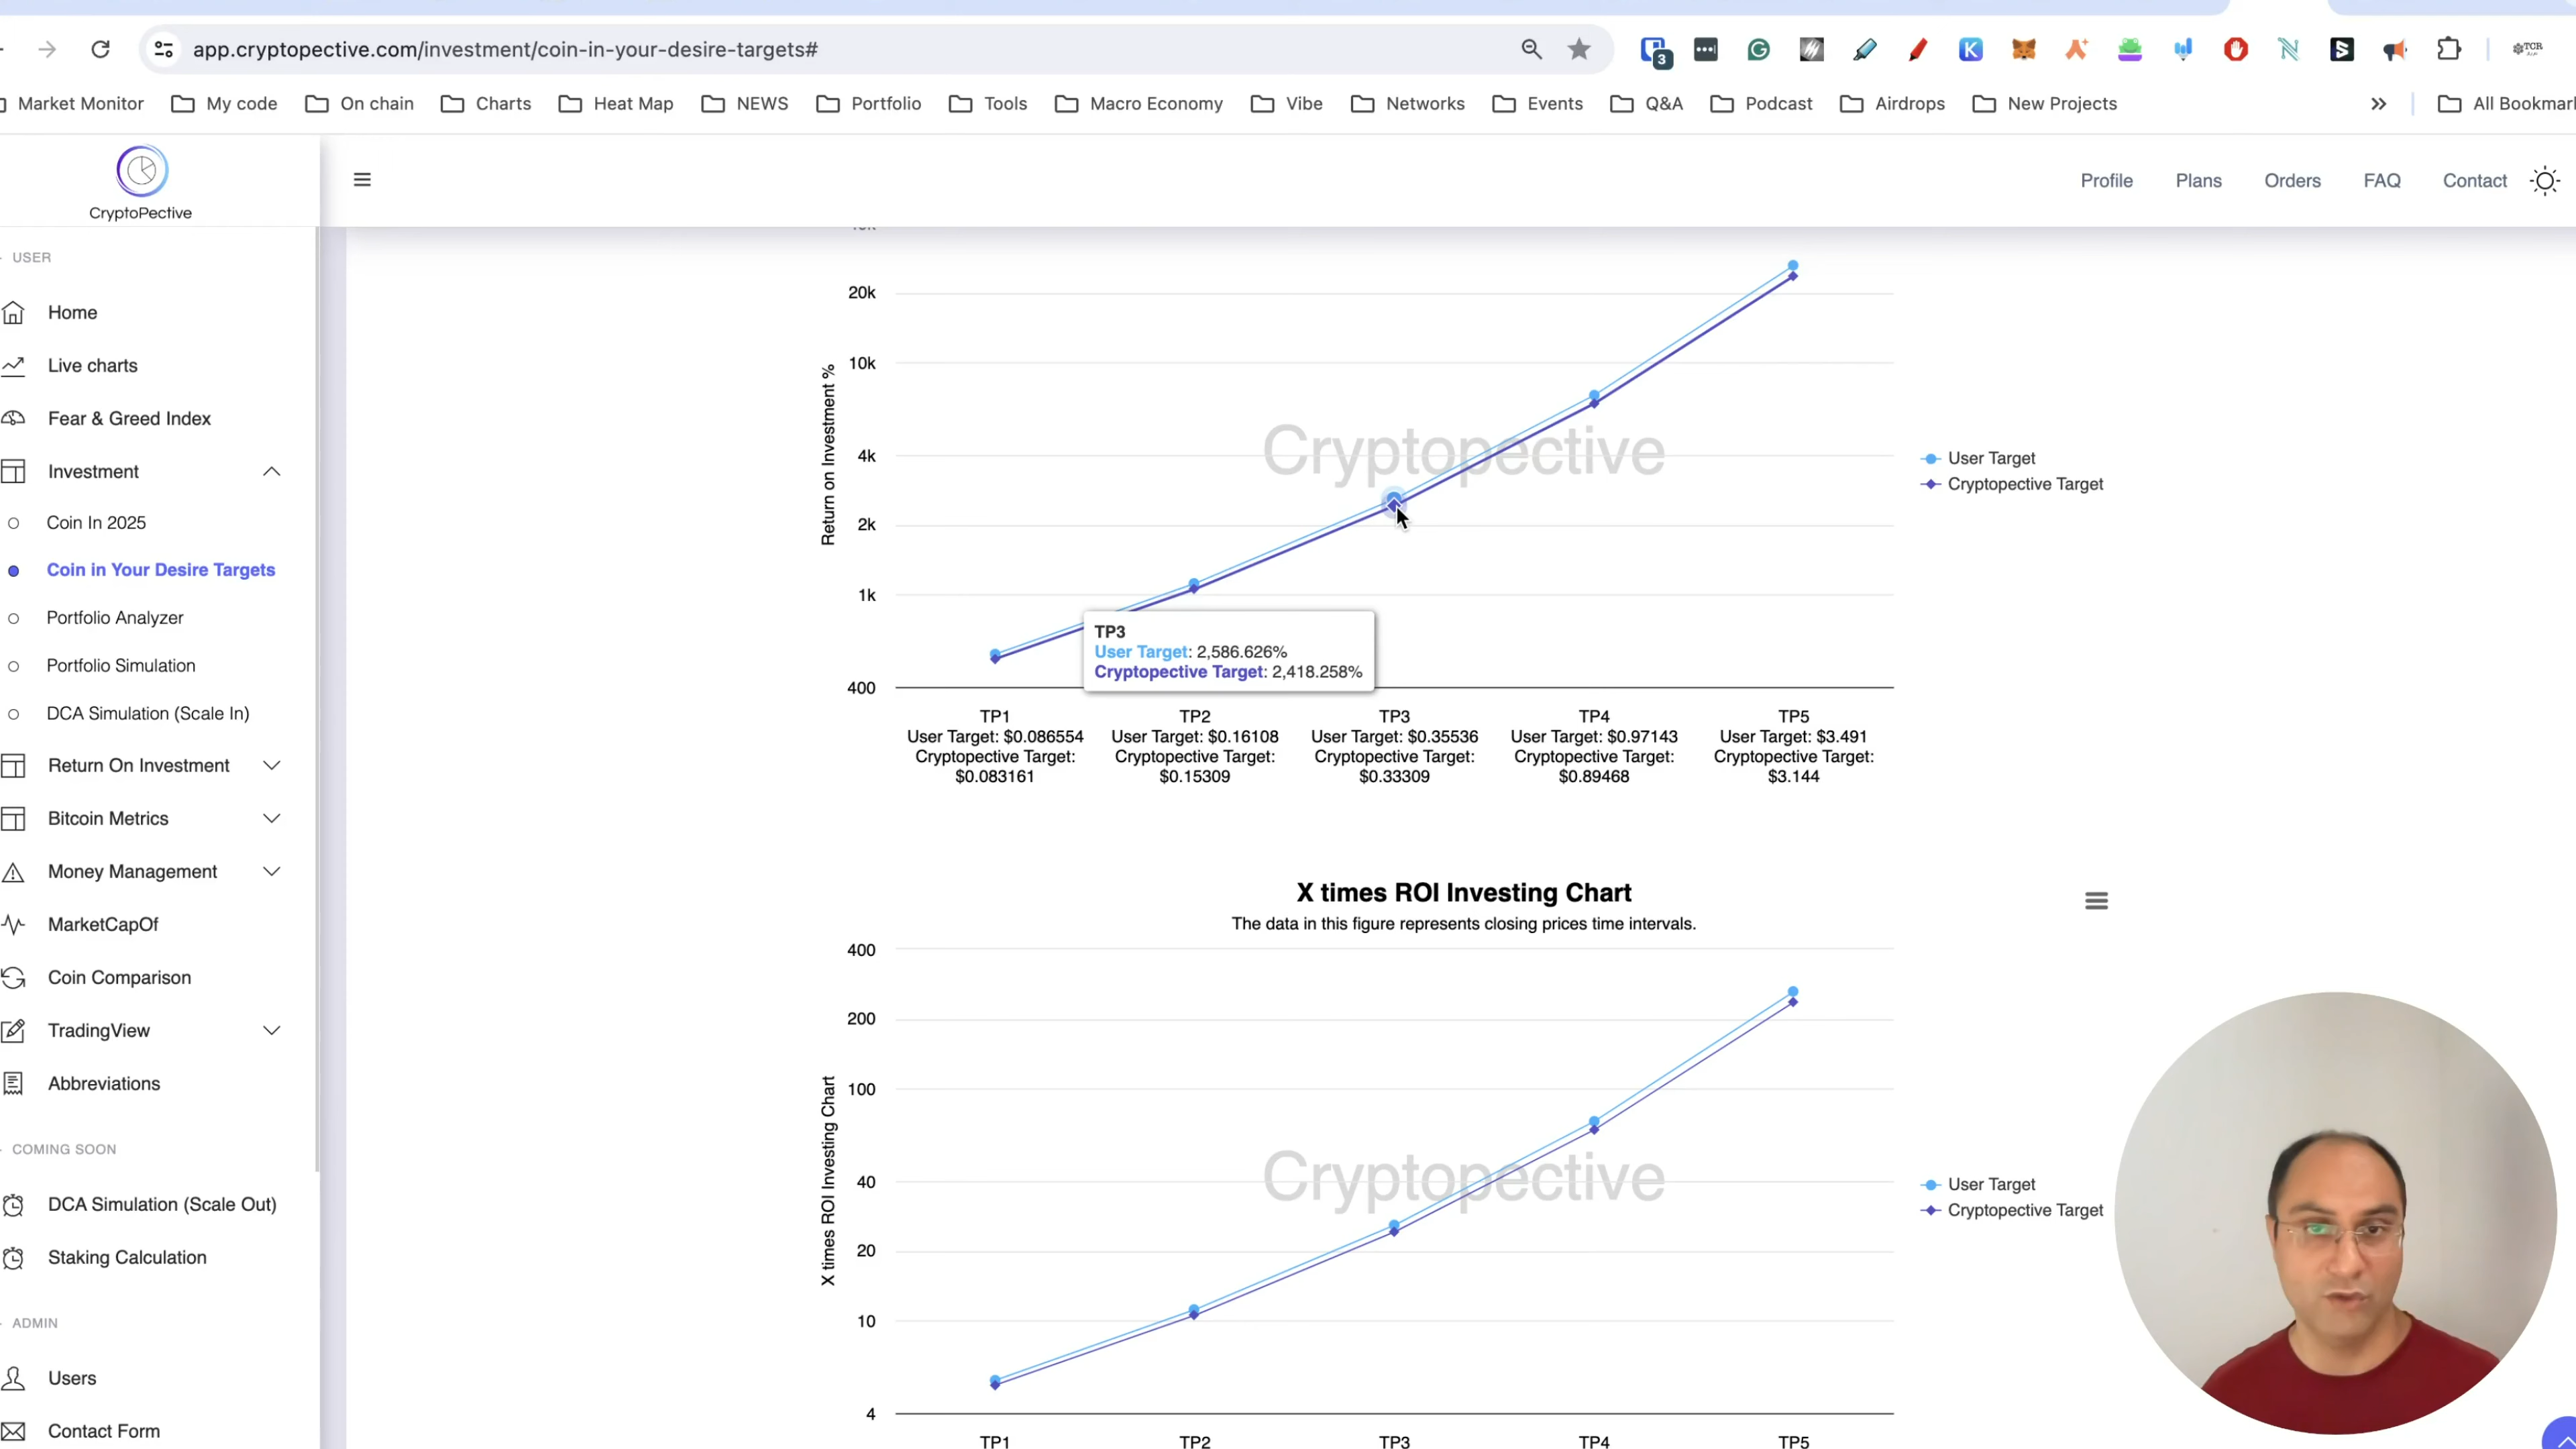 app.cryptopective.com/investment/coin-in-your-desire-targets#
3
TCR
Market Monitor
My code
On chain
Charts
Heat Map
NEWS
Portfolio
Tools
Macro Economy
Vibe
Networks
Events
Q&A
Podcast
Airdrops
New Projects
All Bookmar
CryptoPective
Profile
Plans
Orders
FAQ
Contact
USER
Home
Live charts
Fear & Greed Index
Investment
Coin In 2025
Coin in Your Desire Targets
Portfolio Analyzer
Portfolio Simulation
DCA Simulation (Scale In)
Return On Investment
Bitcoin Metrics
Money Management
MarketCapOf
Coin Comparison
TradingView
Abbreviations
COMING SOON
DCA Simulation (Scale Out)
Staking Calculation
ADMIN
Users
Contact Form
Return on Investment %
20k
10k
4k
2k
1k
400
Cryptopective
User Target
Cryptopective Target
TP3
User Target: 2,586.626%
Cryptopective Target: 2,418.258%
TP1
User Target: $0.086554
Cryptopective Target:
$0.083161
TP2
User Target: $0.16108
Cryptopective Target:
$0.15309
TP3
User Target: $0.35536
Cryptopective Target:
$0.33309
TP4
User Target: $0.97143
Cryptopective Target:
$0.89468
TP5
User Target: $3.491
Cryptopective Target:
$3.144
X times ROI Investing Chart
The data in this figure represents closing prices time intervals.
X times ROI Investing Chart
400
200
100
40
20
10
4
Cryptopective
User Target
Cryptopective Target
TP1
TP2
TP3
TP4
TP5